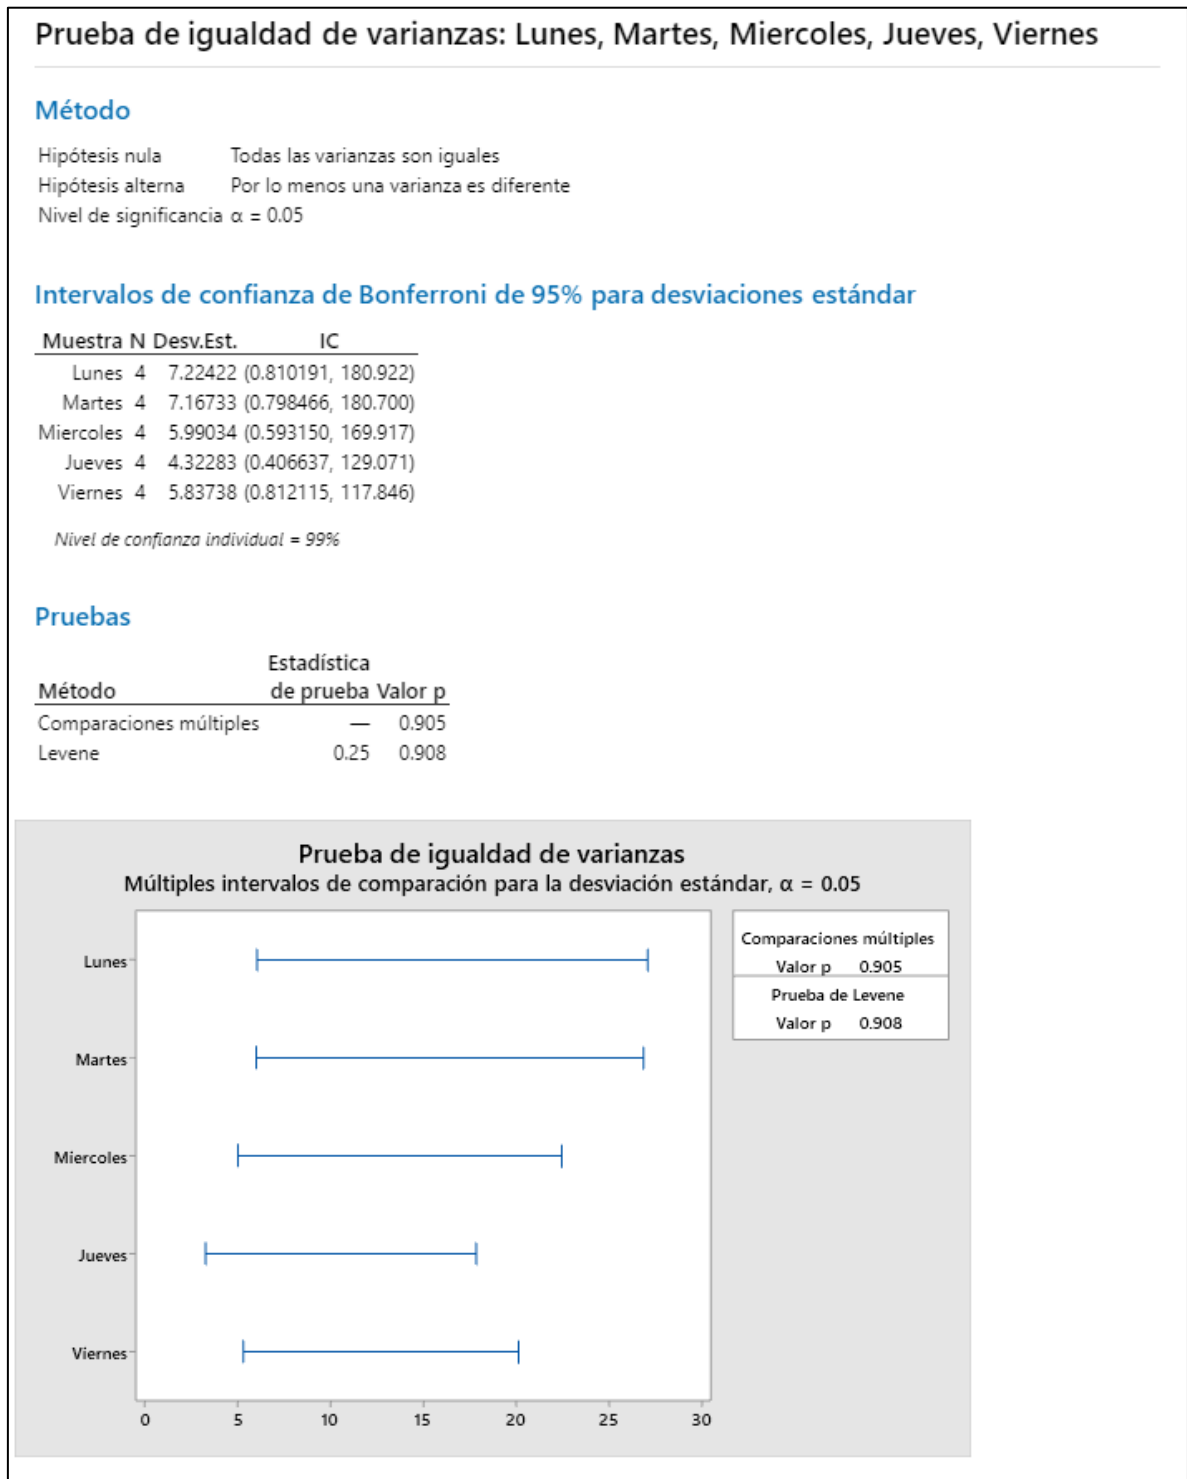 Prueba de igualdad de varianzas: Lunes, Martes, Miercoles, Jueves, Viernes
Método
Hipótesis nula Todas las varianzas son iguales
Hipótesis alterna Por lo menos una varianza es diferente
Nivel de significancia α = 0.05
Intervalos de confianza de Bonferroni de 95% para desviaciones estándar
Muestra N Desv.Est. IC
Lunes 4 7.22422 (0.810191, 180.922)
Martes 4 7.16733 (0.798466, 180.700)
Miercoles 4 5.99034 (0.593150, 169.917)
Jueves 4 4.32283 (0.406637, 129.071)
Viernes 4 5.83738 (0.812115, 117.846)
Nivel de confianza individual = 99%
Pruebas
Estadística
Método de prueba Valor p
Comparaciones múltiples — 0.905
Levene 0.25 0.908
Prueba de igualdad de varianzas
Múltiples intervalos de comparación para la desviación estándar, α = 0.05
Comparaciones múltiples
Valor p 0.905
Prueba de Levene
Valor p 0.908
Lunes
Martes
Miercoles
Jueves
Viernes
0 5 10 15 20 25 30